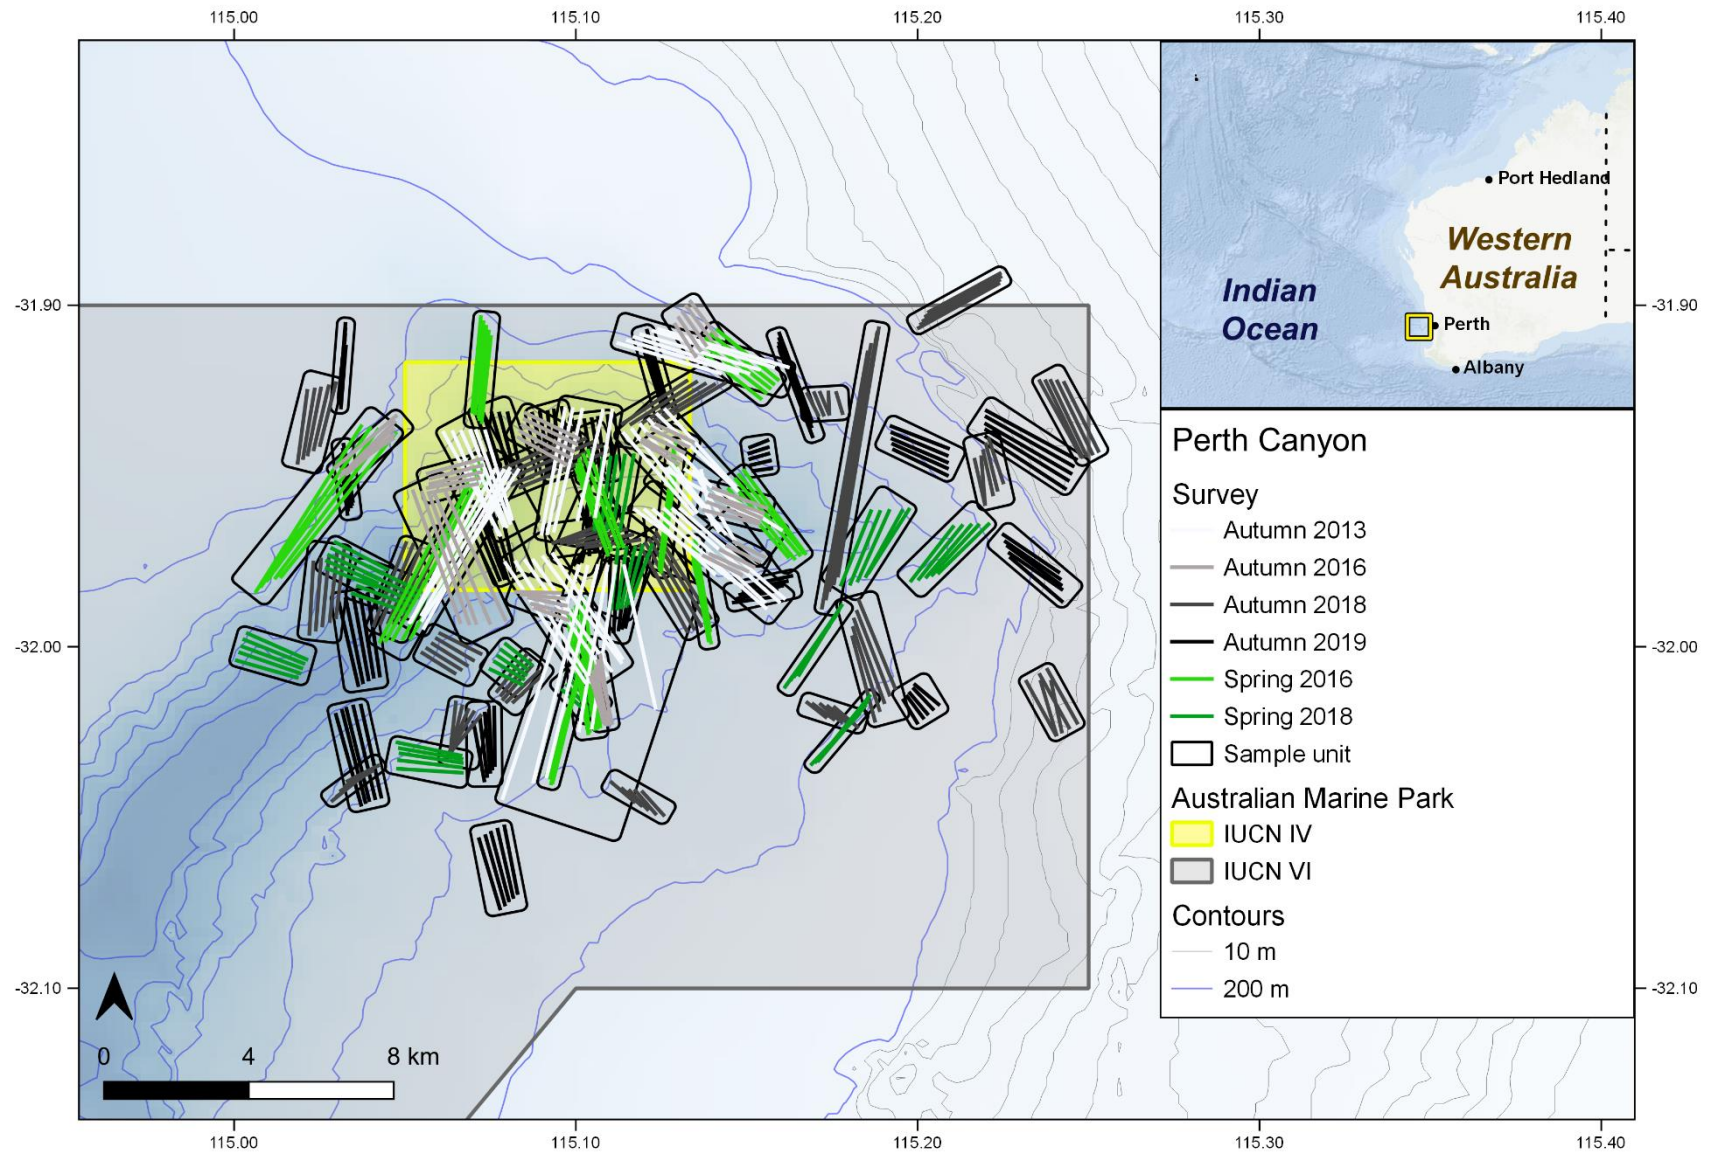 115.00 115.10 115.20 115.30 115.40
Port Hedland
Western
Australia
Indian
Ocean
Perth
Albany
-31.90 -31.90
Perth Canyon
Survey
Autumn 2013
Autumn 2016
Autumn 2018
Autumn 2019
Spring 2016
Spring 2018
Sample unit
Australian Marine Park
IUCN IV
IUCN VI
Contours
10 m
200 m
-32.00 -32.00
-32.10 -32.10
0 4 8 km
115.00 115.10 115.20 115.30 115.40